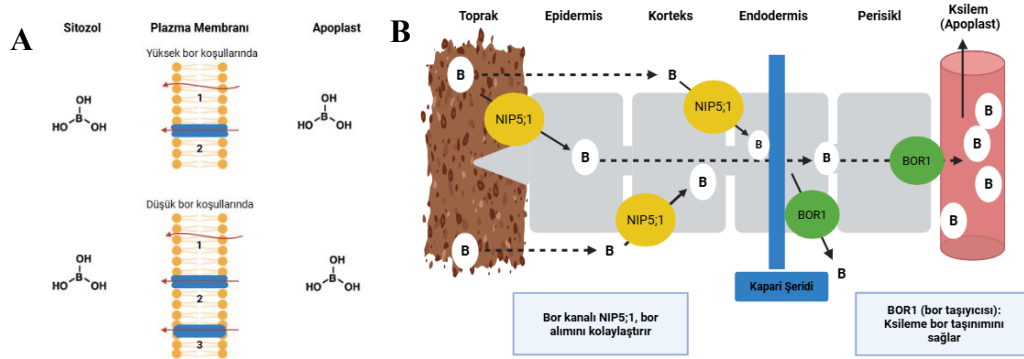 A
Sitozol
Plazma Membranı
Apoplast
Yüksek bor koşullarında
1
2
OH
B
HO
OH
OH
B
HO
OH
Düşük bor koşullarında
1
2
3
OH
B
HO
OH
OH
B
HO
OH
B
Toprak
Epidermis
Korteks
Endodermis
Perisikl
Ksilem
(Apoplast)
B
B
NIP5;1
NIP5;1
B
B
B
B
B
B
BOR1
B
B
NIP5;1
BOR1
B
B
B
B
B
Kapari Şeridi
Bor kanalı NIP5;1, bor
alımını kolaylaştırır
BOR1 (bor taşıyıcısı):
Ksileme bor taşınımını
sağlar